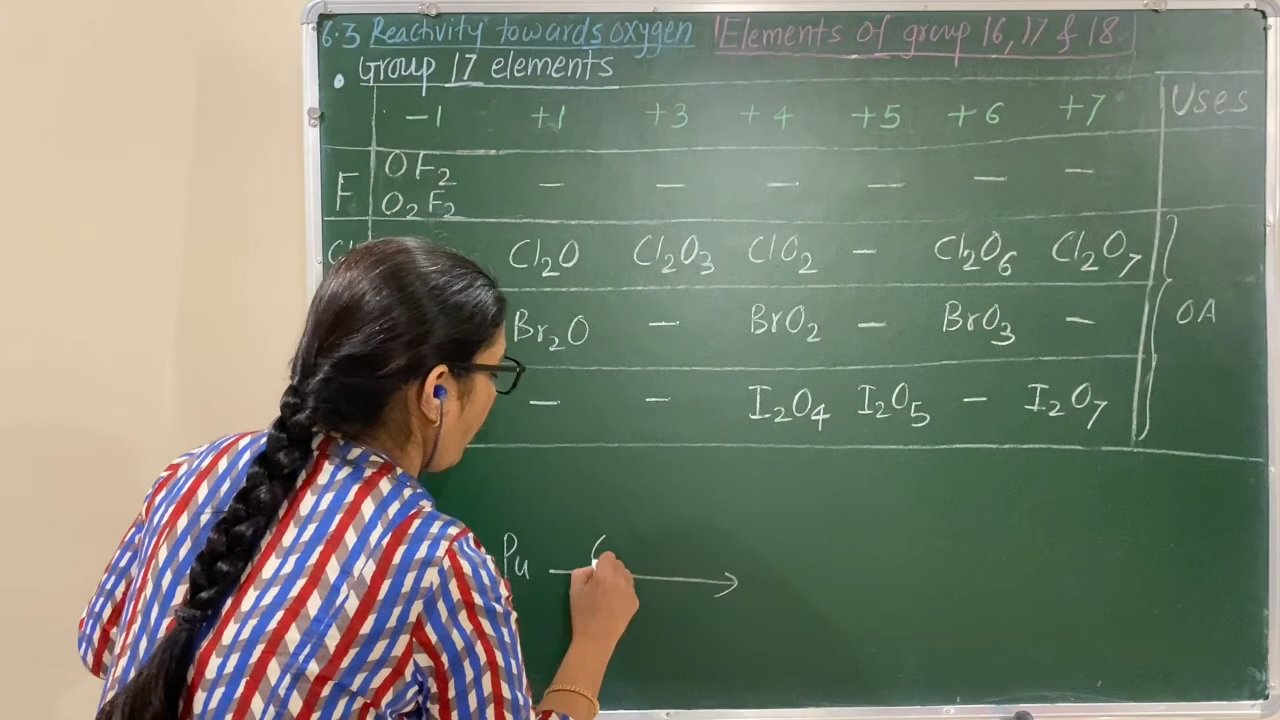 6.3 Reactivity towards oxygen Elements of group 16, 17 & 18
• Group 17 elements
-1 +1 +3 +4 +5 +6 +7 Uses
F OF₂ — — — — — —
O₂F₂
Cl Cl₂O Cl₂O₃ ClO₂ — Cl₂O₆ Cl₂O₇
Br₂O — BrO₂ — BrO₃ — OA
— — I₂O₄ I₂O₅ — I₂O₇
Pu ⟶